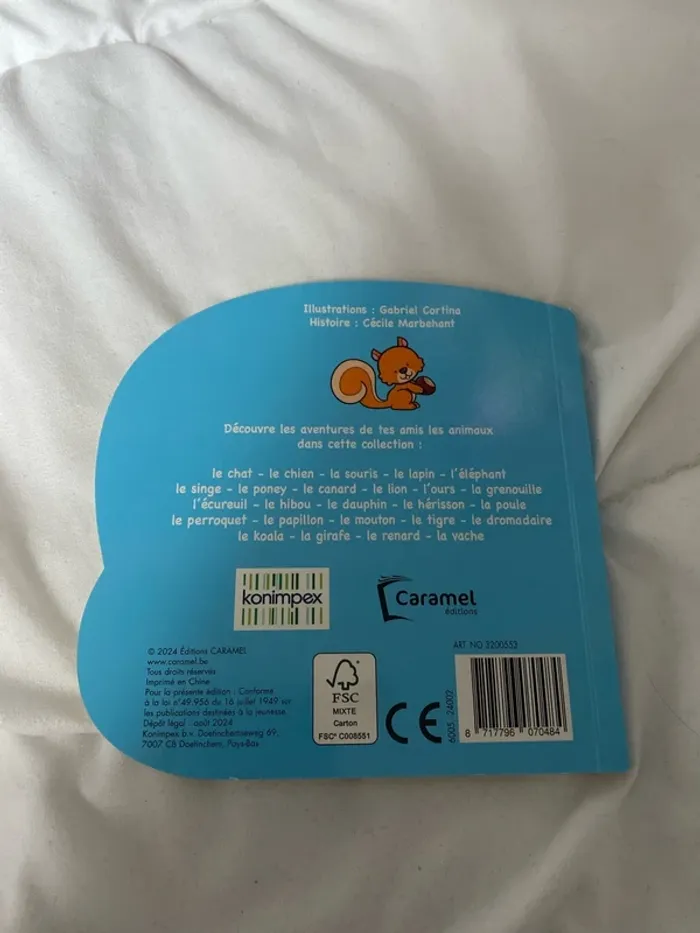 Illustrations : Gabriel Cortina
Histoire : Cécile Marbehant
Découvre les aventures de tes amis les animaux
dans cette collection :
le chat - le chien - la souris - le lapin - l'éléphant
le singe - le poney - le canard - le lion - l'ours - la grenouille
l'écureuil - le hibou - le dauphin - le hérisson - la poule
le perroquet - le papillon - le mouton - le tigre - le dromadaire
le koala - la girafe - le renard - la vache
konimpex
Caramel
éditions
© 2024 Éditions CARAMEL
www.caramel.be
Tous droits réservés
Imprimé en Chine
Pour la présente édition : Conforme
à la loi n°49.956 du 16 juillet 1949 sur
les publications destinées à la jeunesse.
Dépôt légal : août 2024
Konimpex b.v. Doetinchemseweg 69;
7007 CB Doetinchem, Pays-Bas
FSC
MIXTE
Carton
FSC® C008551
CE
6005 -24002
ART NO 3200553
8 717796 070484